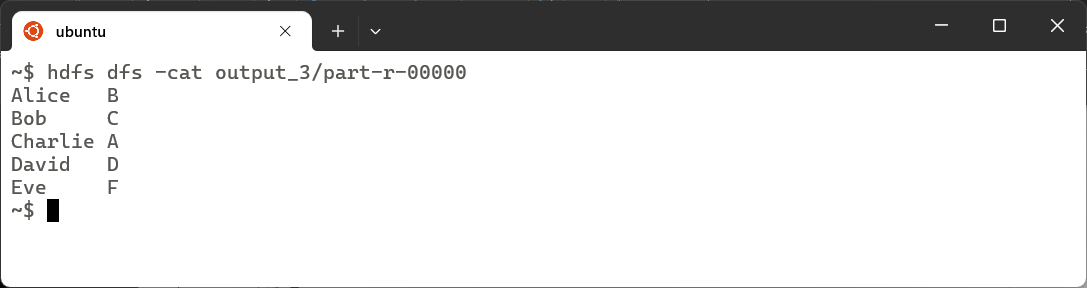 ubuntu
~$ hdfs dfs -cat output_3/part-r-00000
Alice   B
Bob     C
Charlie A
David   D
Eve     F
~$